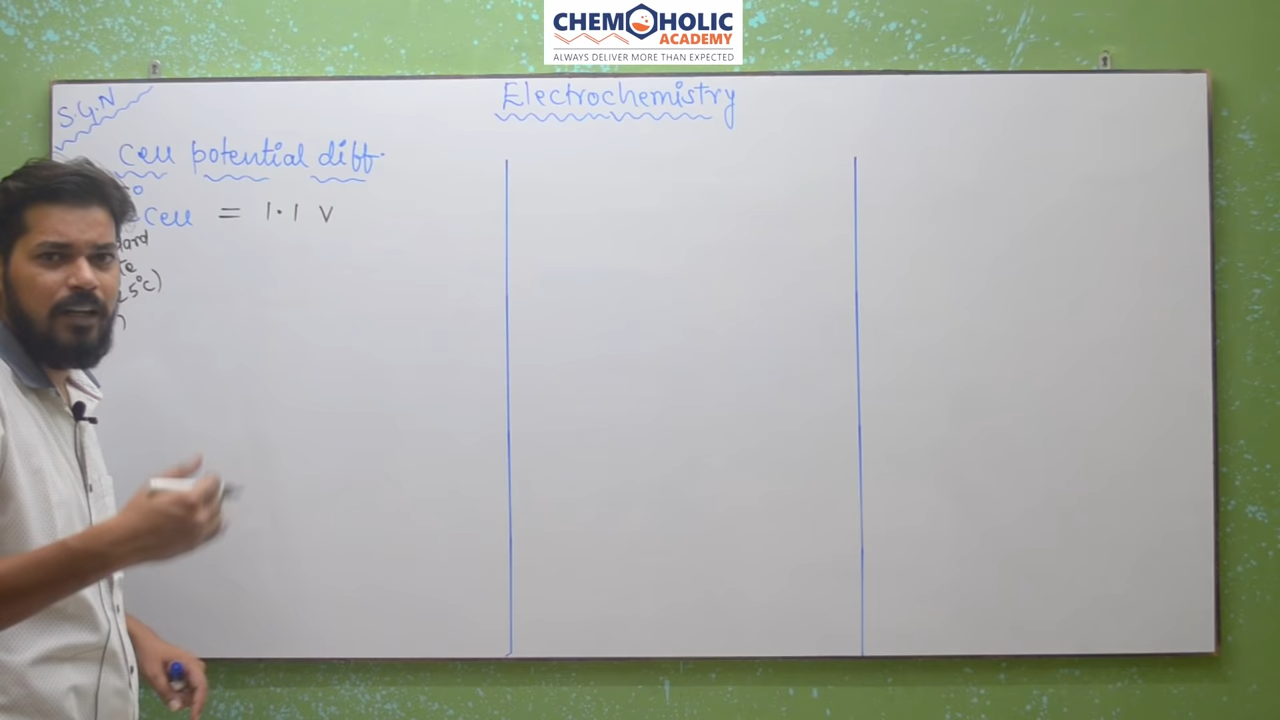 CHEMOHOLIC
ACADEMY
ALWAYS DELIVER MORE THAN EXPECTED
S.G.N
Electrochemistry
Cell potential diff.
Cell = 1.1 V
25°C)